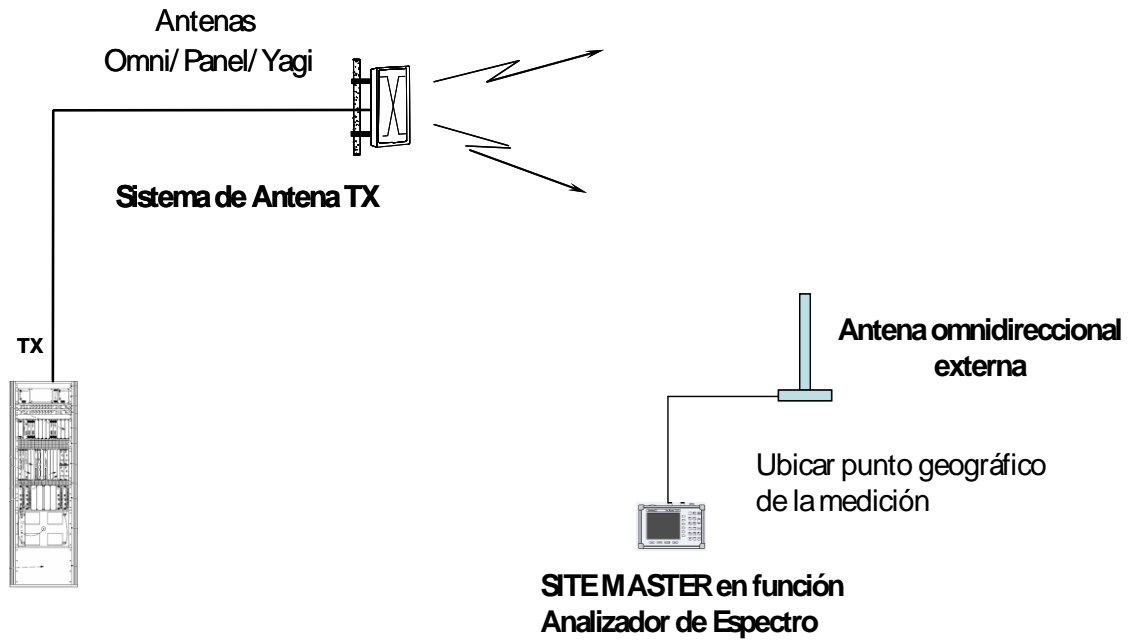 Antenas
Omni/ Panel/ Yagi
Sistema de Antena TX
TX
Antena omnidireccional
externa
Ubicar punto geográfico
de la medición
SITE MASTER en función
Analizador de Espectro